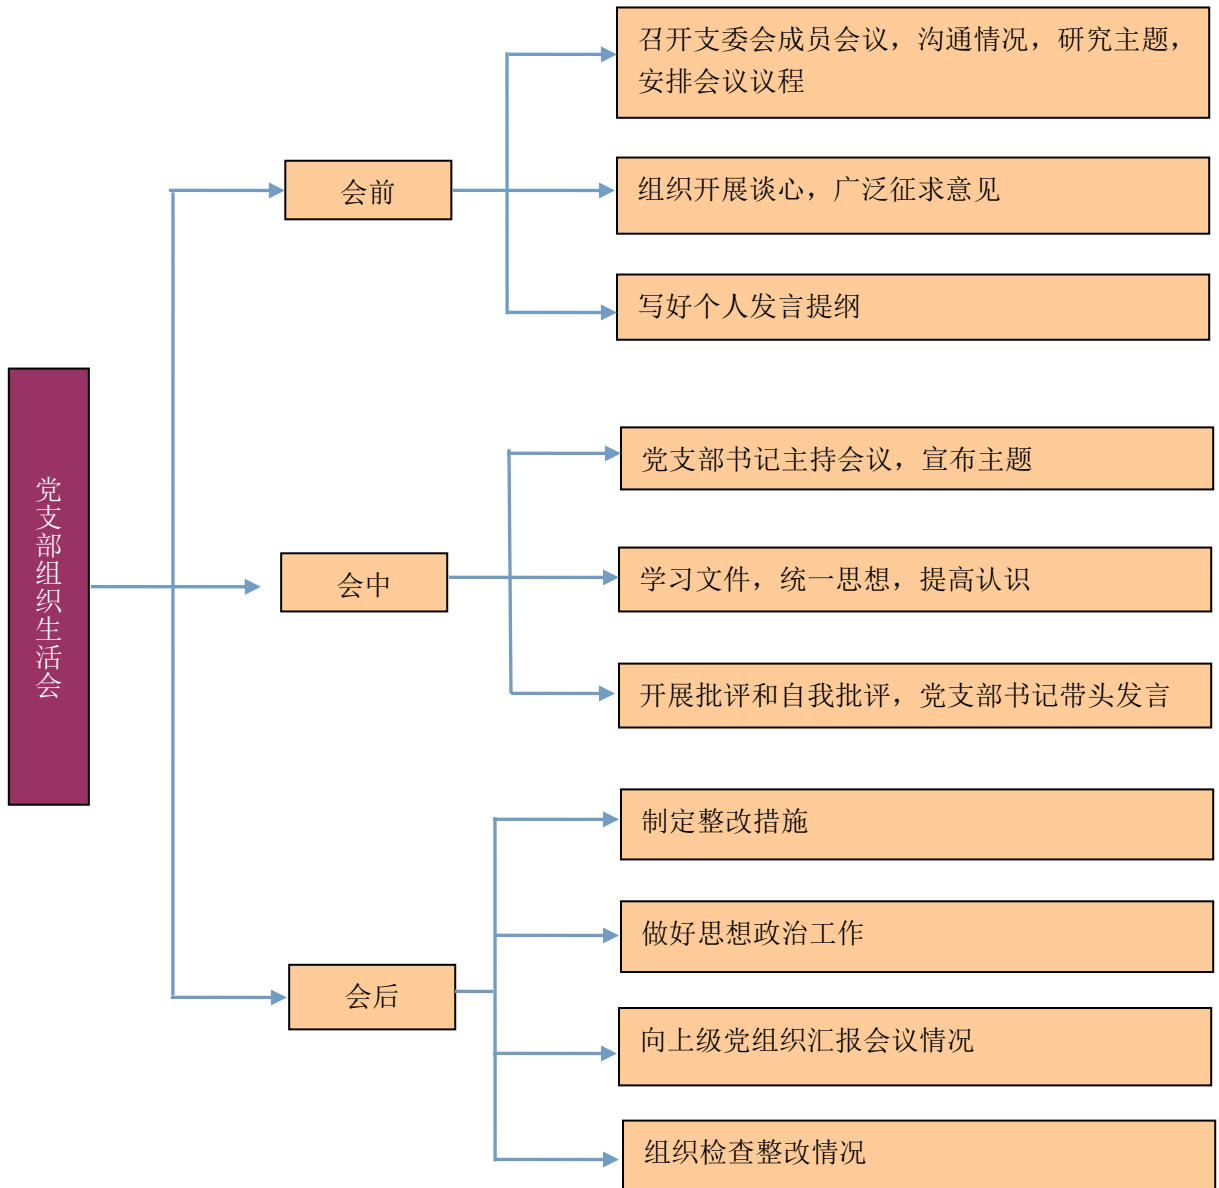 党支部组织生活会
会前
召开支委会成员会议，沟通情况，研究主题，
安排会议议程
组织开展谈心，广泛征求意见
写好个人发言提纲
会中
党支部书记主持会议，宣布主题
学习文件，统一思想，提高认识
开展批评和自我批评，党支部书记带头发言
会后
制定整改措施
做好思想政治工作
向上级党组织汇报会议情况
组织检查整改情况